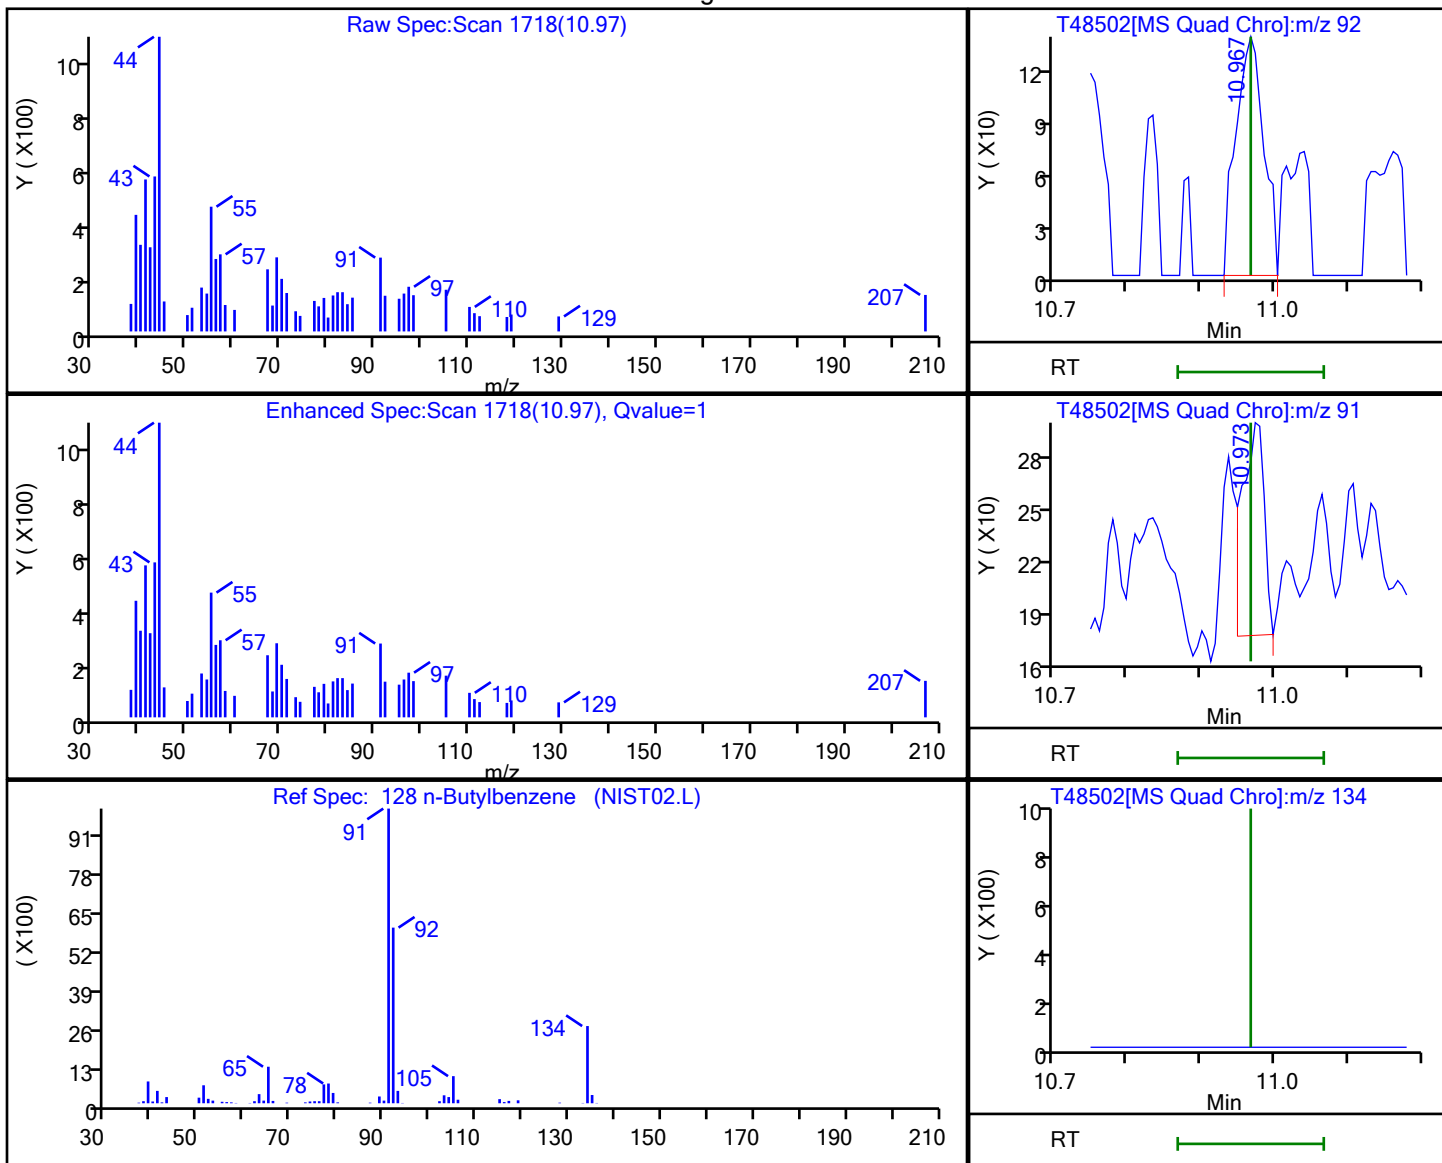 Raw Spec:Scan 1718(10.97)
Y ( X100)
10
8
6
4
2
0
44
43
55
57
91
97
110
129
207
30 50 70 90 110 130 150 170 190 210
m/z
T48502[MS Quad Chro]:m/z 92
Y ( X10)
12
9
6
3
0
10.967
10.7 11.0
Min
RT
Enhanced Spec:Scan 1718(10.97), Qvalue=1
Y ( X100)
10
8
6
4
2
0
44
43
55
57
91
97
110
129
207
30 50 70 90 110 130 150 170 190 210
m/z
T48502[MS Quad Chro]:m/z 91
Y ( X10)
28
25
22
19
16
10.973
10.7 11.0
Min
RT
Ref Spec: 128 n-Butylbenzene (NIST02.L)
( X100)
91
78
65
52
39
26
13
0
91
92
134
65
78
105
30 50 70 90 110 130 150 170 190 210
T48502[MS Quad Chro]:m/z 134
Y ( X100)
10
8
6
4
2
0
10.7 11.0
Min
RT